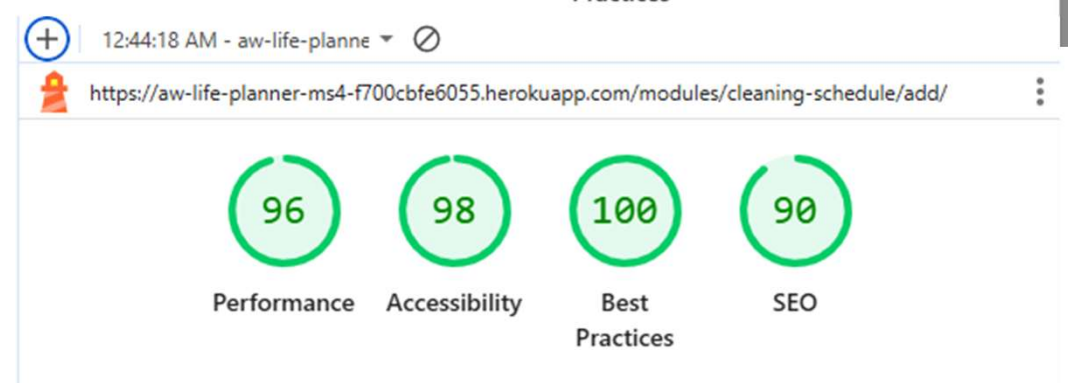 Practices
12:44:18 AM - aw-life-planne
https://aw-life-planner-ms4-f700cbfe6055.herokuapp.com/modules/cleaning-schedule/add/
96 98 100 90
Performance Accessibility Best Practices SEO